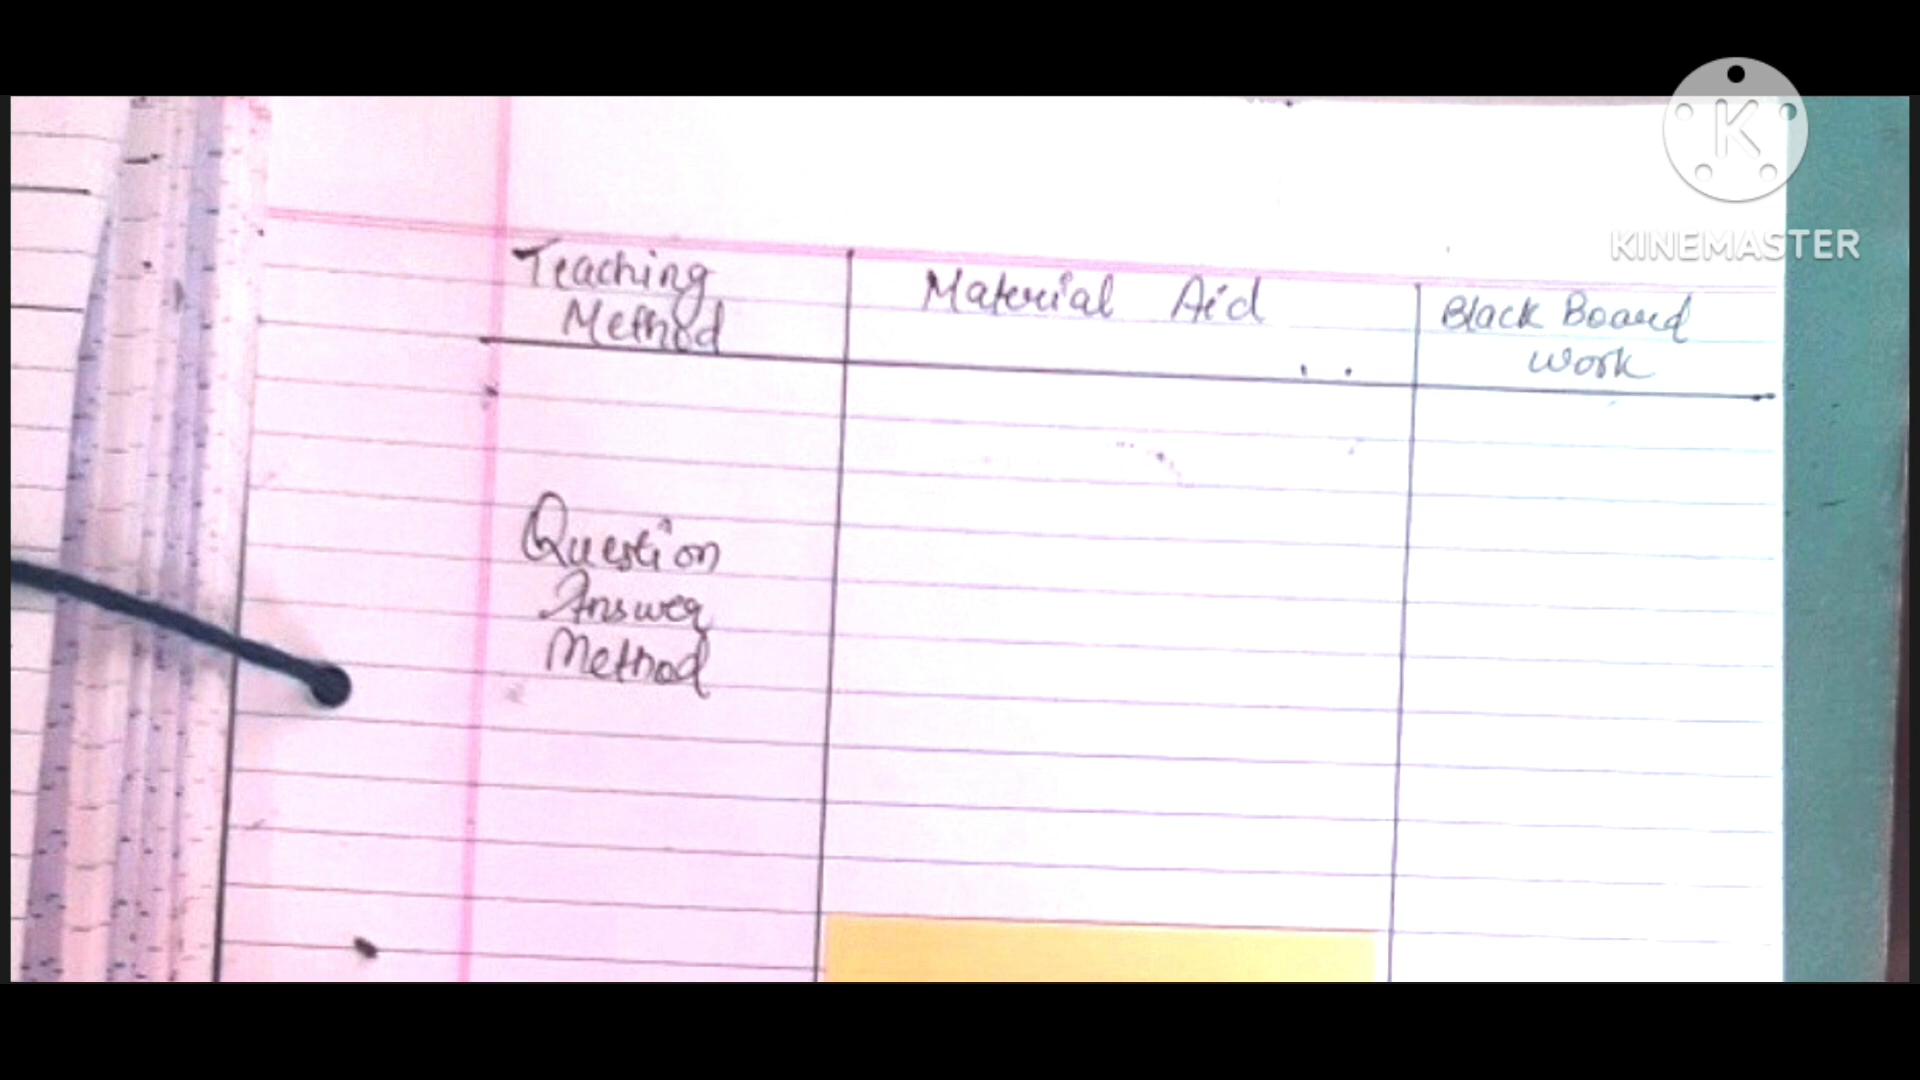 K
KINEMASTER
Teaching
Method
Material Aid
Black Board
Work
Question
Answer
Method